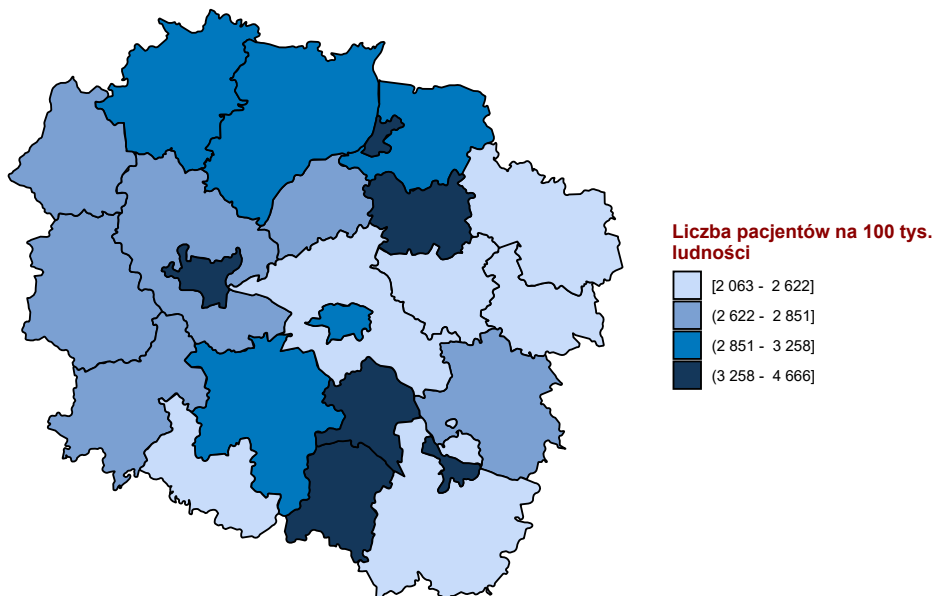 Liczba pacjentów na 100 tys.
ludności
[2 063 - 2 622]
(2 622 - 2 851]
(2 851 - 3 258]
(3 258 - 4 666]